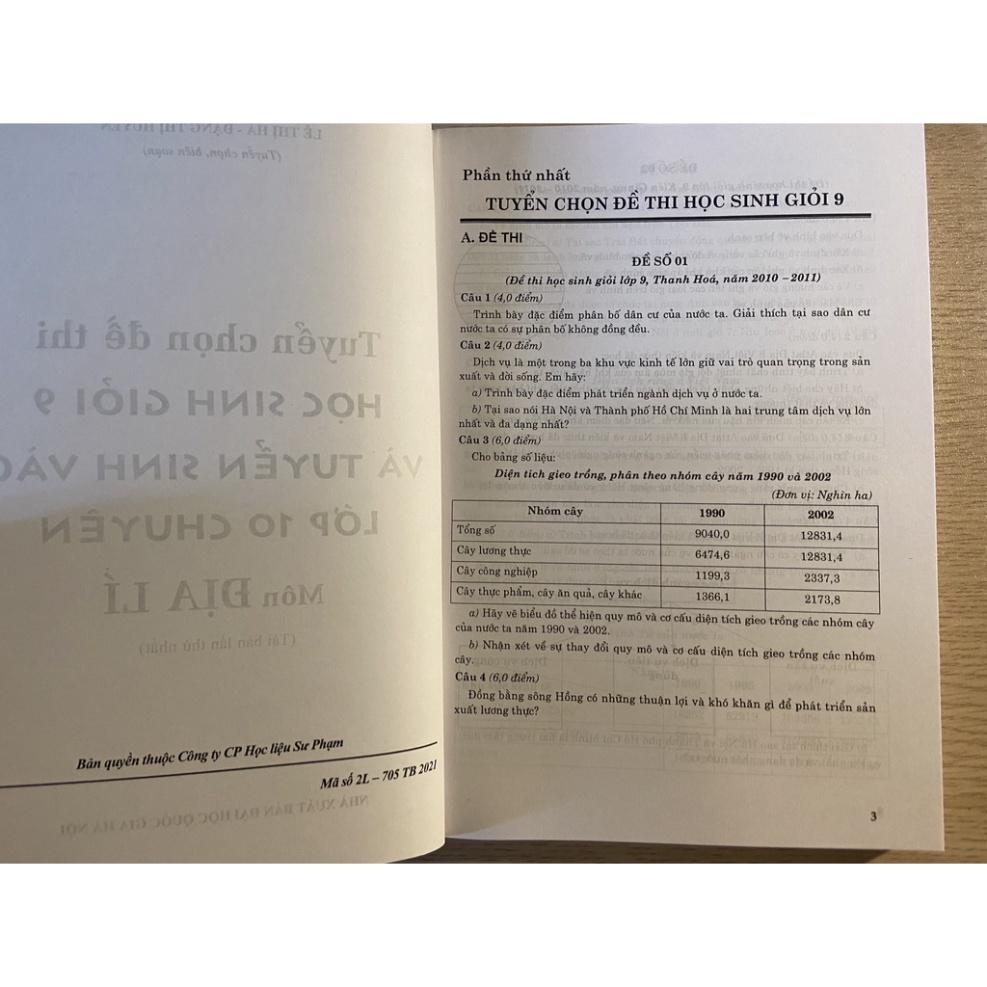 LÊ THỊ HÀ - ĐẶNG THỊ HUYỀN
(Tuyển chọn, biên soạn)
Tuyển chọn đề thi
HỌC SINH GIỎI 9
VÀ TUYỂN SINH VÀO
LỚP 10 CHUYÊN
Môn ĐỊA LÍ
(Tái bản lần thứ nhất)
Bản quyền thuộc Công ty CP Học liệu Sư Phạm
Mã số 2L – 705 TB 2021
NHÀ XUẤT BẢN ĐẠI HỌC QUỐC GIA HÀ NỘI
Phần thứ nhất
TUYỂN CHỌN ĐỀ THI HỌC SINH GIỎI 9
A. ĐỀ THI
ĐỀ SỐ 01
(Đề thi học sinh giỏi lớp 9, Thanh Hoá, năm 2010 – 2011)
Câu 1 (4,0 điểm)
Trình bày đặc điểm phân bố dân cư của nước ta. Giải thích tại sao dân cư
nước ta có sự phân bố không đồng đều.
Câu 2 (4,0 điểm)
Dịch vụ là một trong ba khu vực kinh tế lớn giữ vai trò quan trọng trong sản
xuất và đời sống. Em hãy:
a) Trình bày đặc điểm phát triển ngành dịch vụ ở nước ta.
b) Tại sao nói Hà Nội và Thành phố Hồ Chí Minh là hai trung tâm dịch vụ lớn
nhất và đa dạng nhất?
Câu 3 (6,0 điểm)
Cho bảng số liệu:
Diện tích gieo trồng, phân theo nhóm cây năm 1990 và 2002
(Đơn vị: Nghìn ha)
Nhóm cây 1990 2002
Tổng số 9040,0 12831,4
Cây lương thực 6474,6 12831,4
Cây công nghiệp 1199,3 2337,3
Cây thực phẩm, cây ăn quả, cây khác 1366,1 2173,8
a) Hãy vẽ biểu đồ thể hiện quy mô và cơ cấu diện tích gieo trồng các nhóm cây
của nước ta năm 1990 và 2002.
b) Nhận xét về sự thay đổi quy mô và cơ cấu diện tích gieo trồng các nhóm
cây.
Câu 4 (6,0 điểm)
Đồng bằng sông Hồng có những thuận lợi và khó khăn gì để phát triển sản
xuất lương thực?
3